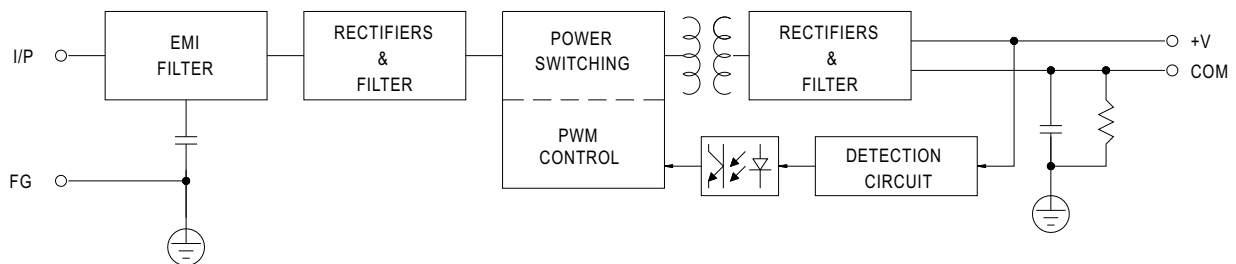 I/P
EMI
FILTER
RECTIFIERS
&
FILTER
POWER
SWITCHING
PWM
CONTROL
RECTIFIERS
&
FILTER
DETECTION
CIRCUIT
+V
COM
FG